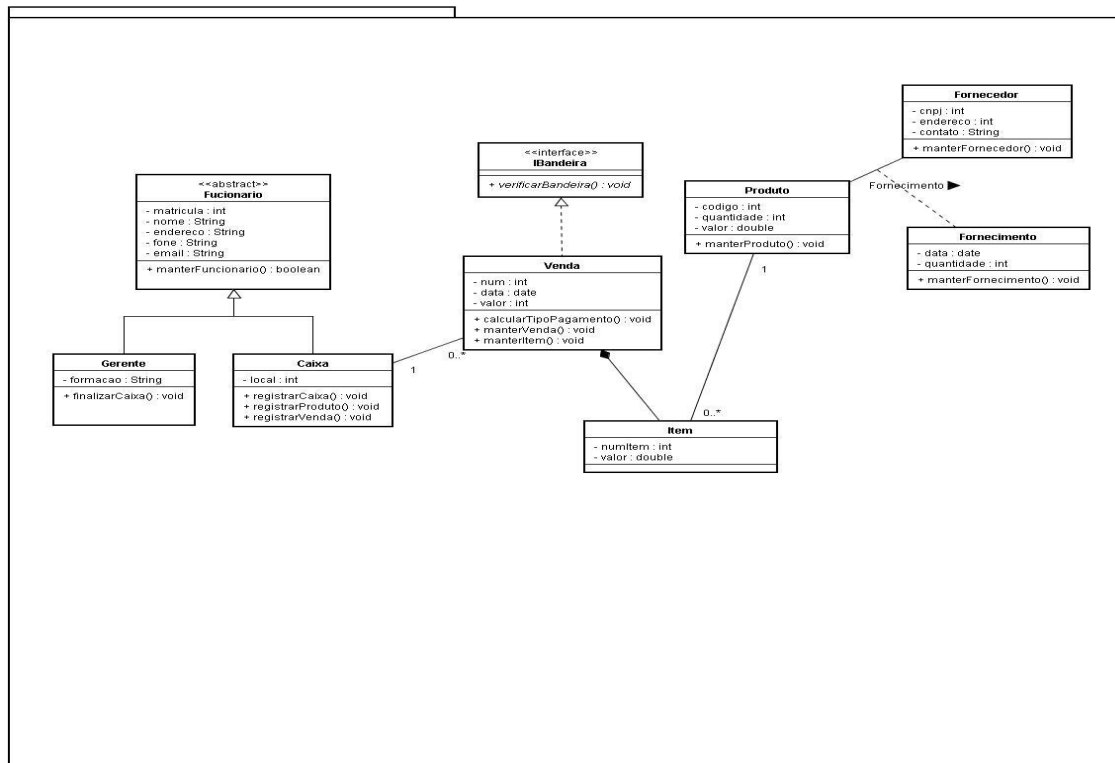 <<abstract>>
Fucionario
- matricula : int
- nome : String
- endereco : String
- fone : String
- email : String
+ manterFuncionario() : boolean
Gerente
- formacao : String
+ finalizarCaixa() : void
Caixa
- local : int
+ registrarCaixa() : void
+ registrarProduto() : void
+ registrarVenda() : void
1
0..*
<<interface>>
IBandeira
+ verificarBandeira() : void
Venda
- num : int
- data : date
- valor : int
+ calcularTipoPagamento() : void
+ manterVenda() : void
+ manterItem() : void
Item
- numItem : int
- valor : double
0..*
1
Produto
- codigo : int
- quantidade : int
- valor : double
+ manterProduto() : void
Fornecedor
- cnpj : int
- endereco : int
- contato : String
+ manterFornecedor() : void
Fornecimento ►
Fornecimento
- data : date
- quantidade : int
+ manterFornecimento() : void